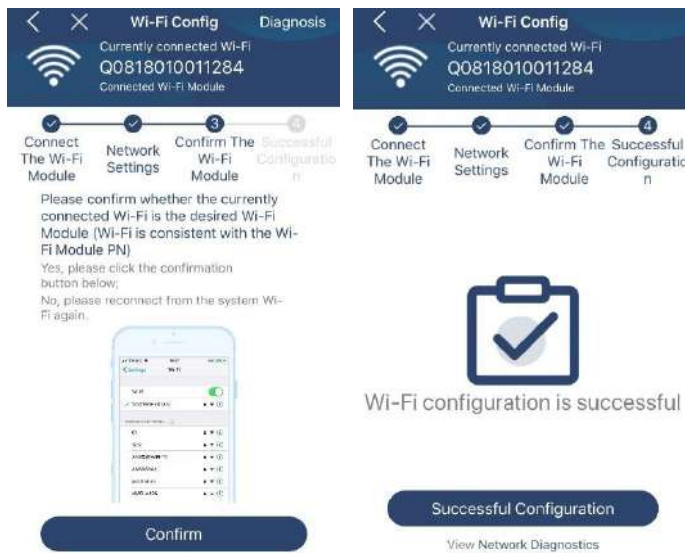 Wi-Fi Config
Diagnosis
Currently connected Wi-Fi
Q0818010011284
Connected Wi-Fi Module
3
4
Connect
The Wi-Fi
Module
Network
Settings
Confirm The
Wi-Fi
Module
Successful
Configuratio
n
Please confirm whether the currently
connected Wi-Fi is the desired Wi-Fi
Module (Wi-Fi is consistent with the Wi-
Fi Module PN)
Yes, please click the confirmation
button below;
No, please reconnect from the system Wi-
Fi again.
Confirm
Wi-Fi Config
Currently connected Wi-Fi
Q0818010011284
Connected Wi-Fi Module
4
Connect
The Wi-Fi
Module
Network
Settings
Confirm The
Wi-Fi
Module
Successful
Configuratio
n
Wi-Fi configuration is successful
Successful Configuration
View Network Diagnostics